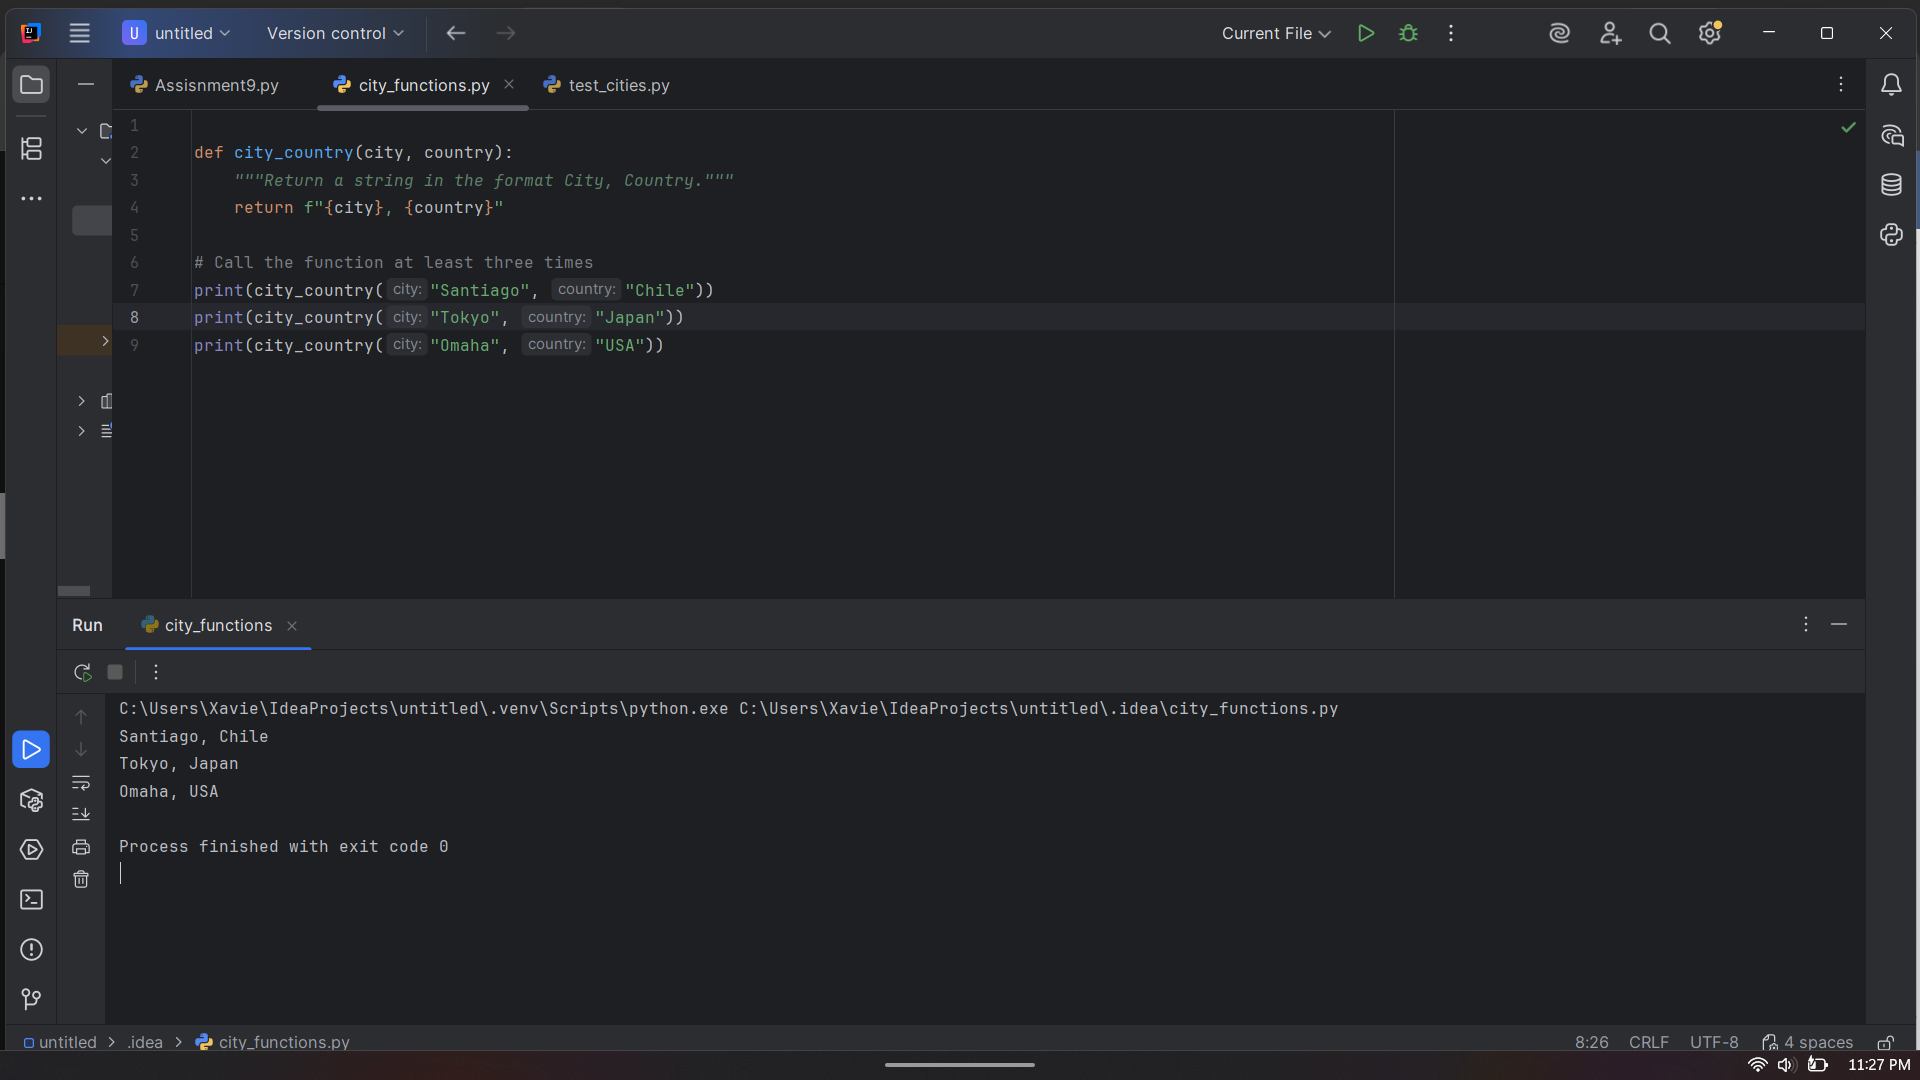 U untitled Version control Current File
Assisnment9.py city_functions.py test_cities.py
1
2 def city_country(city, country):
3 """Return a string in the format City, Country."""
4 return f"{city}, {country}"
5
6 # Call the function at least three times
7 print(city_country( city: "Santiago", country: "Chile"))
8 print(city_country( city: "Tokyo", country: "Japan"))
9 print(city_country( city: "Omaha", country: "USA"))
Run city_functions
C:\Users\Xavie\IdeaProjects\untitled\.venv\Scripts\python.exe C:\Users\Xavie\IdeaProjects\untitled\.idea\city_functions.py
Santiago, Chile
Tokyo, Japan
Omaha, USA
Process finished with exit code 0
untitled > .idea > city_functions.py 8:26 CRLF UTF-8 4 spaces
11:27 PM